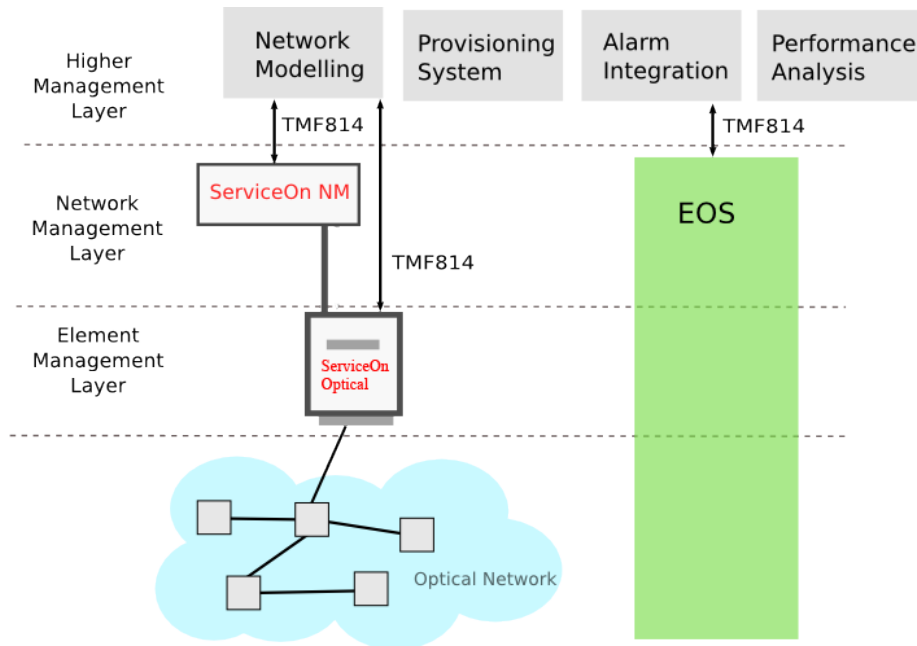 Network
Modelling
Provisioning
System
Alarm
Integration
Performance
Analysis
Higher
Management
Layer
TMF814
TMF814
ServiceOn NM
EOS
Network
Management
Layer
TMF814
Element
Management
Layer
ServiceOn
Optical
Optical Network